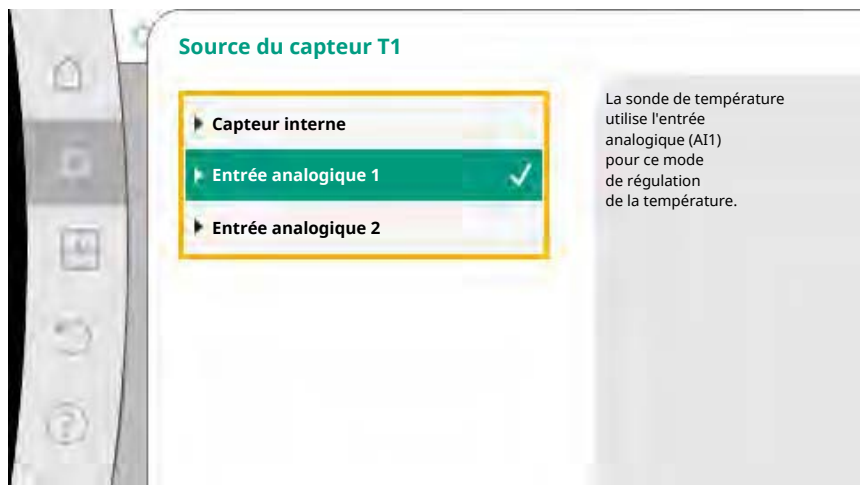 Source du capteur T1
Capteur interne
Entrée analogique 1
Entrée analogique 2
La sonde de température
utilise l'entrée
analogique (AI1)
pour ce mode
de régulation
de la température.